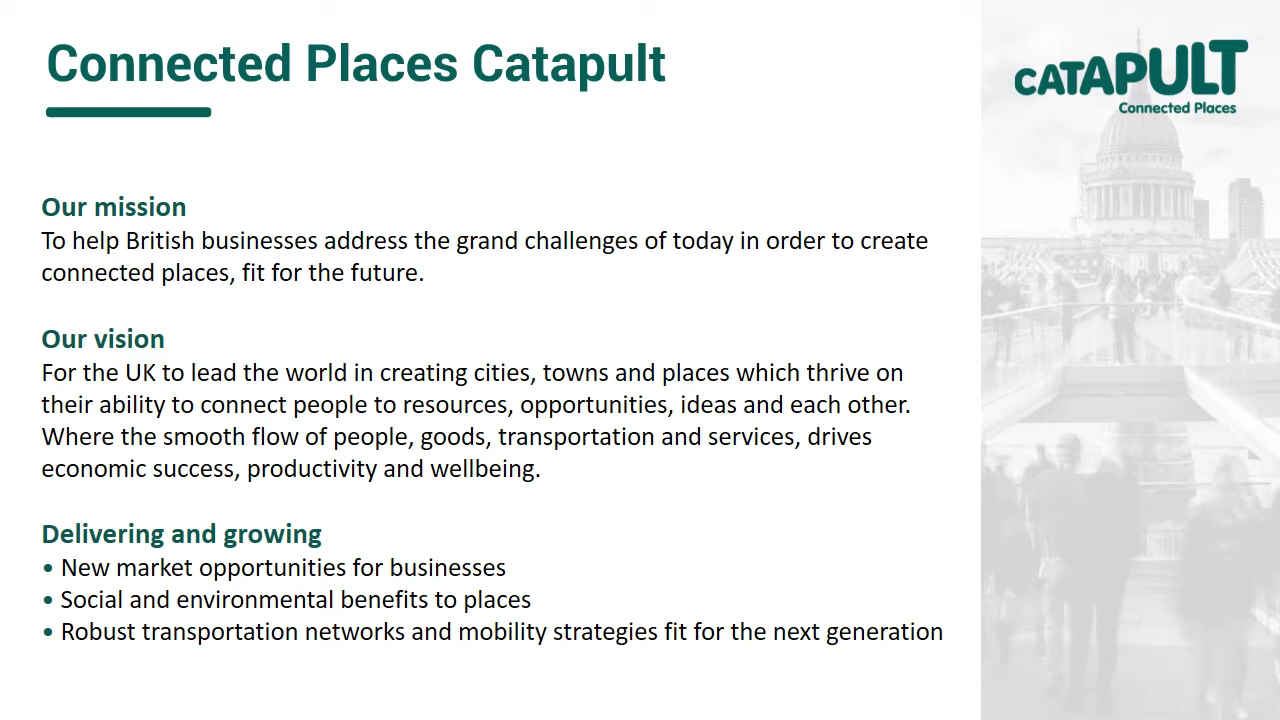 Connected Places Catapult
CATAPULT
Connected Places
Our mission
To help British businesses address the grand challenges of today in order to create
connected places, fit for the future.
Our vision
For the UK to lead the world in creating cities, towns and places which thrive on
their ability to connect people to resources, opportunities, ideas and each other.
Where the smooth flow of people, goods, transportation and services, drives
economic success, productivity and wellbeing.
Delivering and growing
• New market opportunities for businesses
• Social and environmental benefits to places
• Robust transportation networks and mobility strategies fit for the next generation